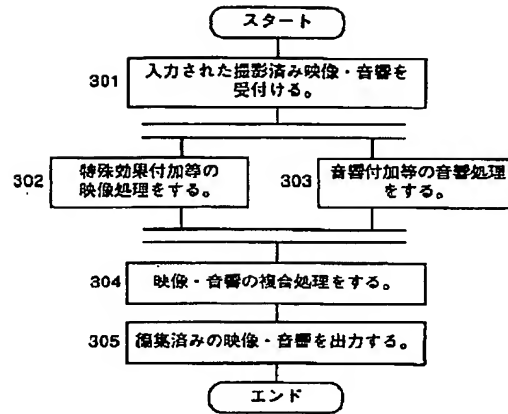 スタート
301
入力された撮影済み映像・音響を
受付ける。
302
特殊効果付加等の
映像処理をする。
303
音響付加等の音響処理
をする。
304
映像・音響の複合処理をする。
305
編集済みの映像・音響を出力する。
エンド